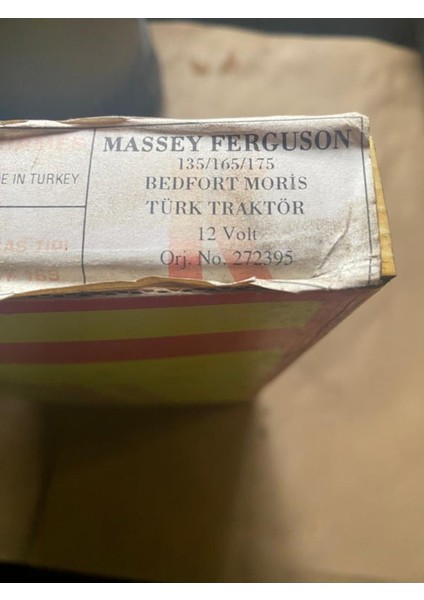 MASSEY FERGUSON
135/165/175
E IN TURKEY
BEDFORT MORİS
TÜRK TRAKTÖR
12 Volt
Orj. No. 272395